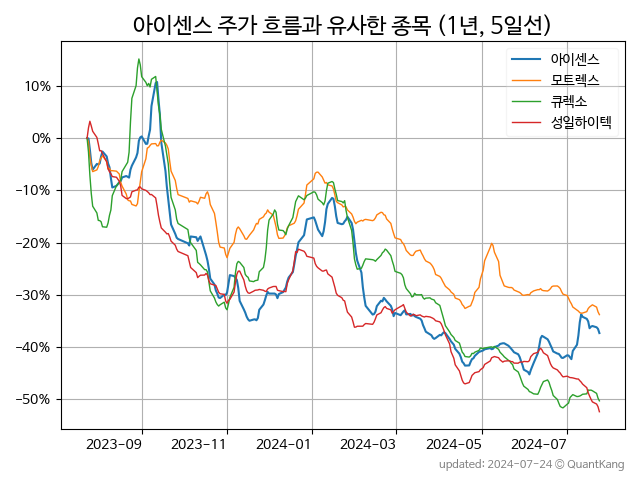 아이센스 주가 흐름과 유사한 종목 (1년, 5일선)
아이센스
모트렉스
큐렉소
성일하이텍
10%
0%
−10%
−20%
−30%
−40%
−50%
2023-09 2023-11 2024-01 2024-03 2024-05 2024-07
updated: 2024-07-24 © QuantKang